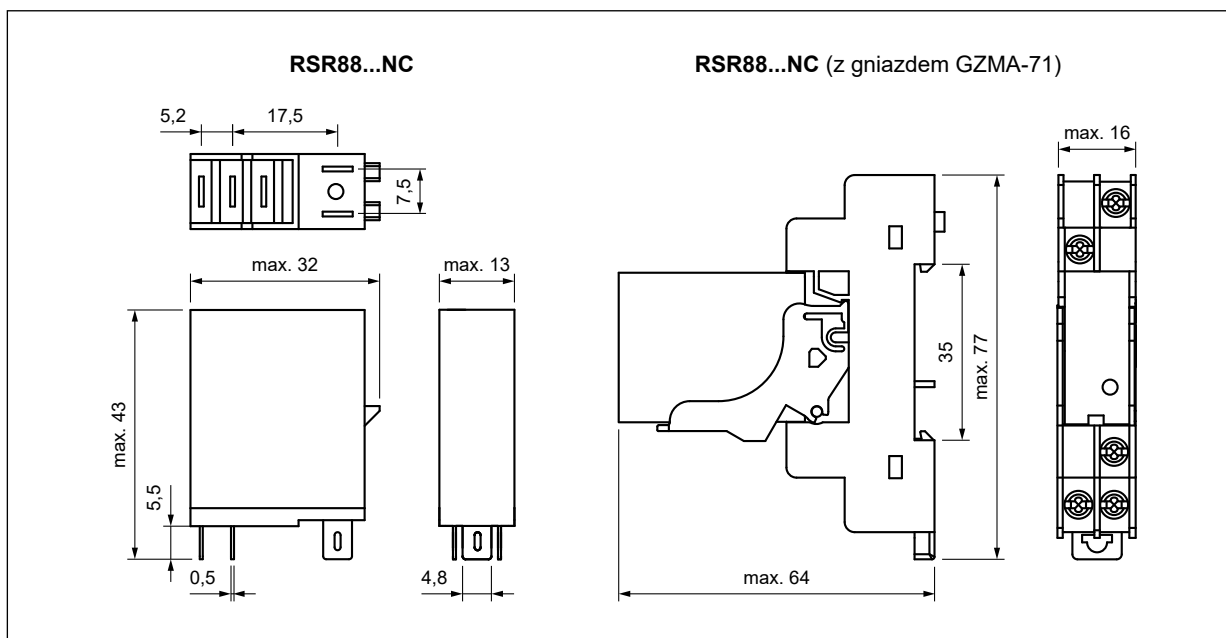 RSR88...NC
RSR88...NC (z gniazdem GZMA-71)
5,2
17,5
7,5
max. 32
max. 13
max. 43
5,5
0,5
4,8
max. 16
35
max. 77
max. 64